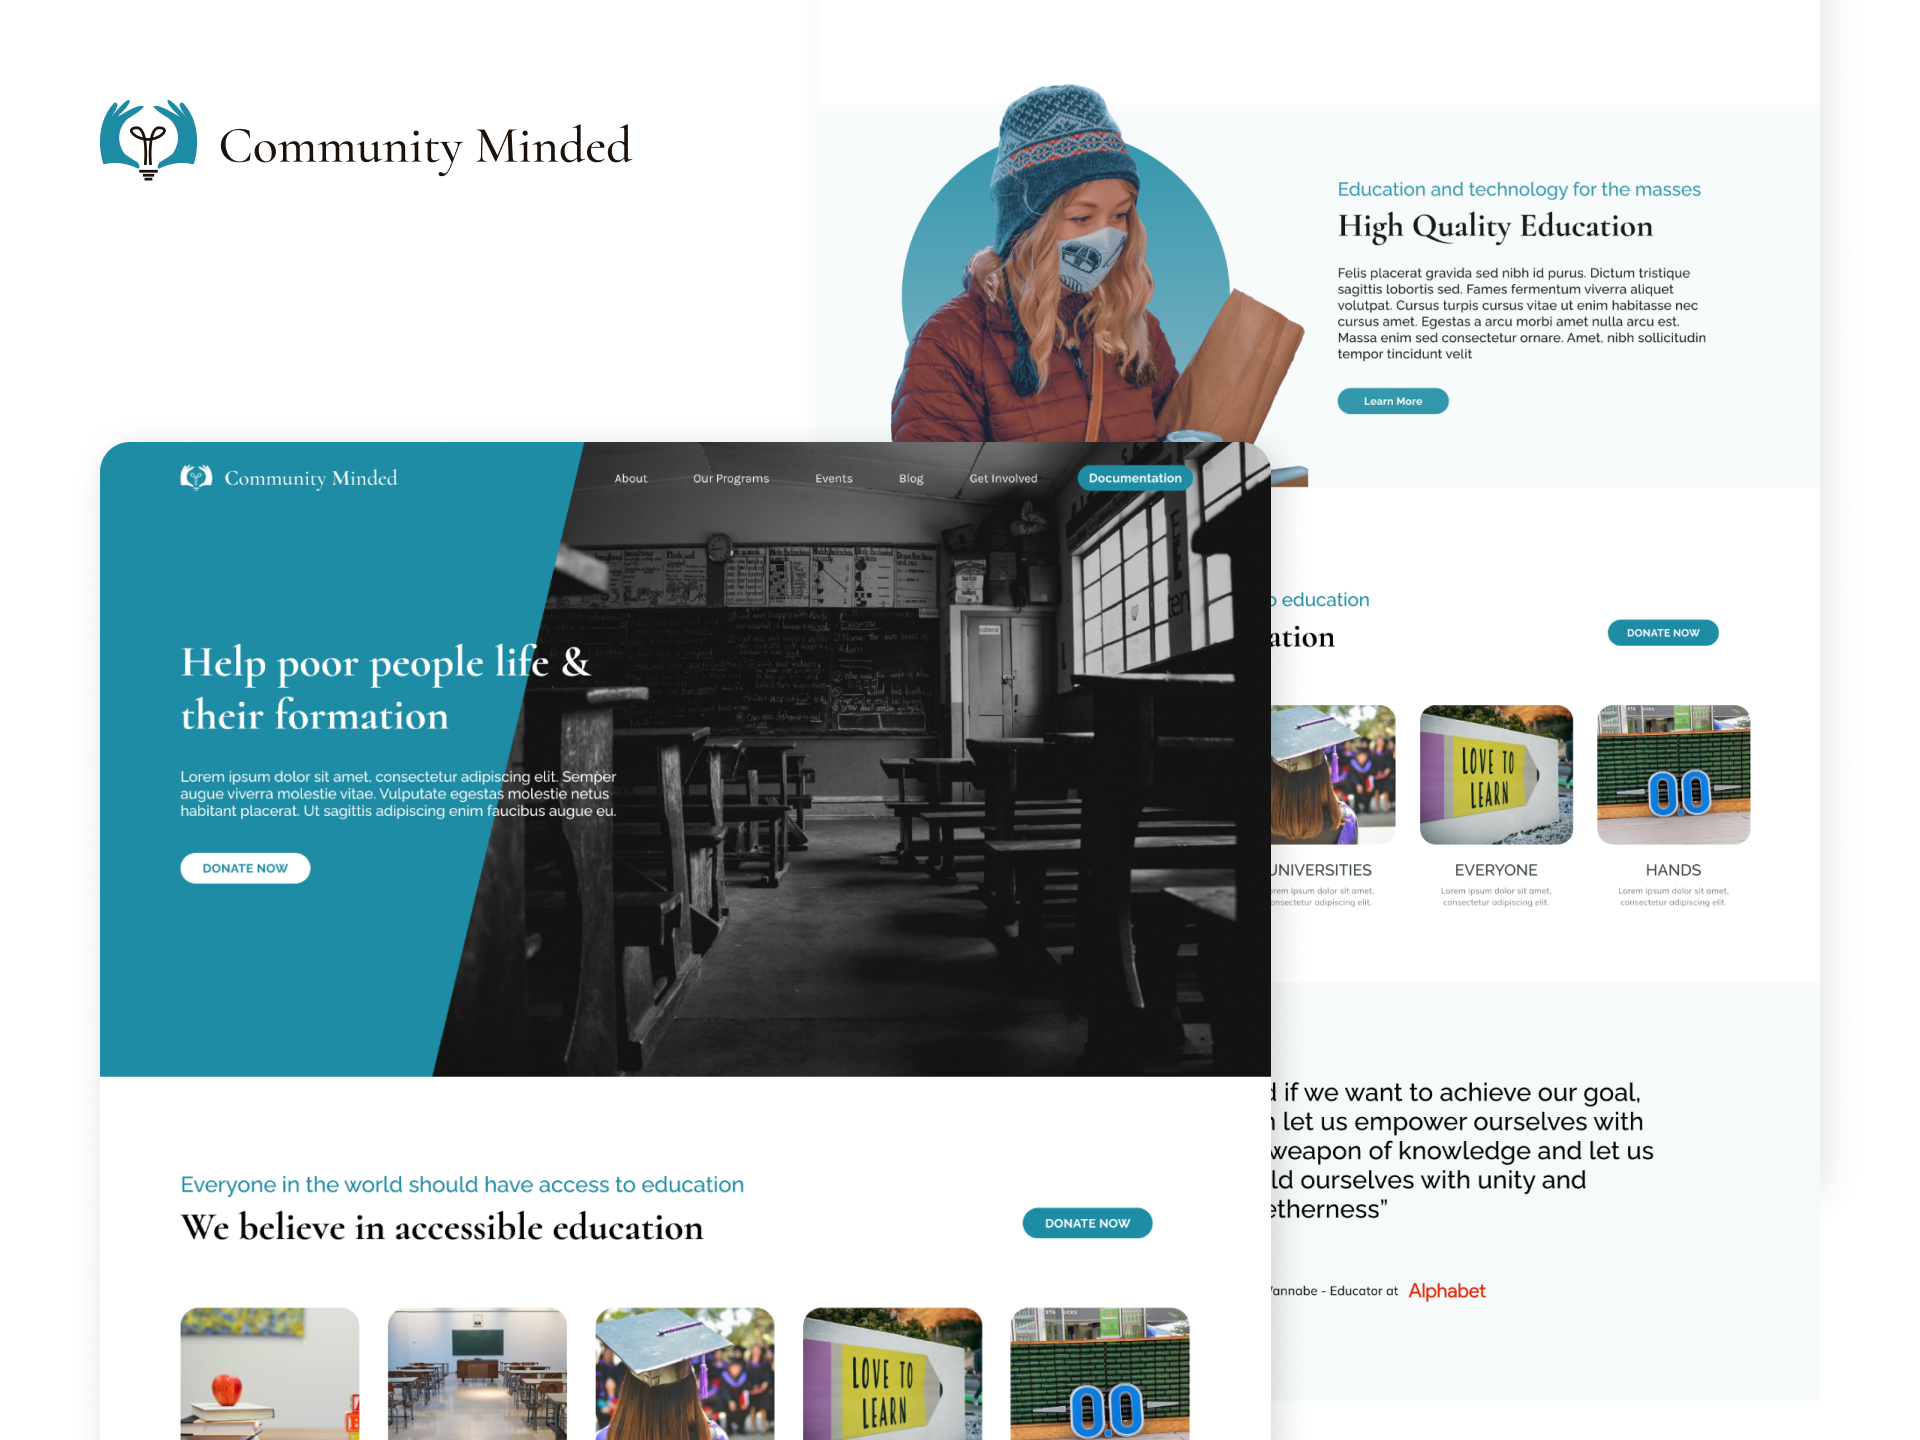 Community Minded
Education and technology for the masses
High Quality Education
Felis placerat gravida sed nibh id purus. Dictum tristique
sagittis lobortis sed. Fames fermentum viverra aliquet
volutpat. Cursus turpis cursus vitae ut enim habitasse nec
cursus amet. Egestas a arcu morbi amet nulla arcu est.
Massa enim sed consectetur ornare. Amet, nibh sollicitudin
tempor tincidunt velit
Learn More
Community Minded
About
Our Programs
Events
Blog
Get Involved
Documentation
Help poor people life &
their formation
Lorem ipsum dolor sit amet, consectetur adipiscing elit. Semper
augue viverra molestie vitae. Vulputate egestas molestie netus
habitant placerat. Ut sagittis adipiscing enim faucibus augue eu.
DONATE NOW
education
DONATE NOW
LOVE TO
LEARN
0.0
EVERYONE
HANDS
ipsum dolor sit amet,
adipiscing elit.
Lorem ipsum dolor sit amet,
consectetur adipiscing elit.
Lorem ipsum dolor sit amet,
consectetur adipiscing elit.
if we want to achieve our goal,
let us empower ourselves with
weapon of knowledge and let us
ourselves with unity and
- Educator at Alphabet
Everyone in the world should have access to education
We believe in accessible education
DONATE NOW
LOVE TO
LEARN
0.0